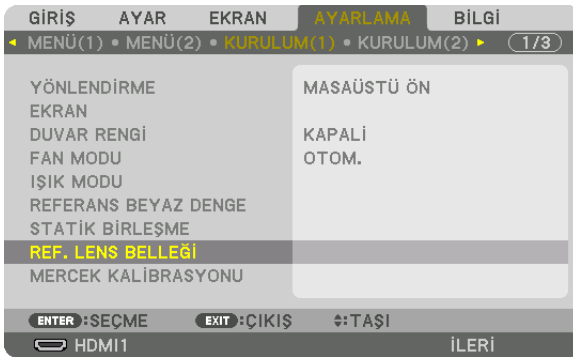 GİRİŞ AYAR EKRAN AYARLAMA BİLGİ
MENÜ(1) • MENÜ(2) • KURULUM(1) • KURULUM(2) 1/3
YÖNLENDİRME MASAÜSTÜ ÖN
EKRAN
DUVAR RENGİ KAPALI
FAN MODU OTOM.
IŞIK MODU
REFERANS BEYAZ DENGE
STATİK BİRLEŞME
REF. LENS BELLEĞİ
MERCEK KALİBRASYONU
ENTER :SEÇME EXIT :ÇIKIŞ :TAŞI
HDMI1 İLERİ